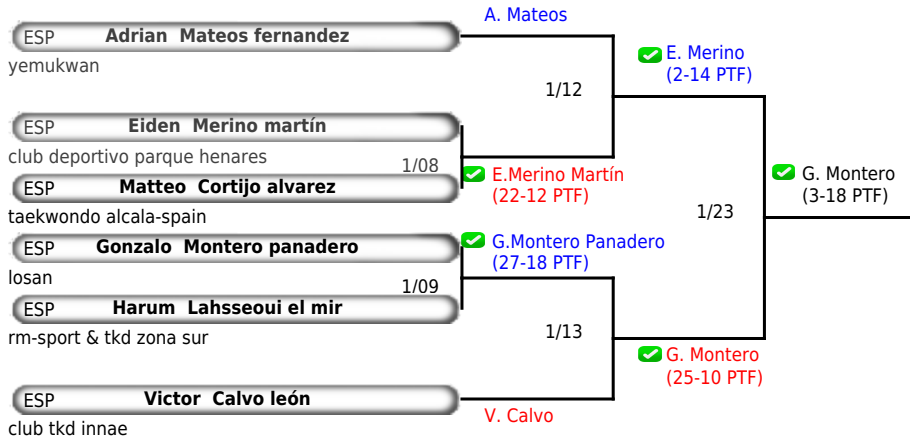 A. Mateos
ESP Adrian Mateos fernandez
yemukwan
E. Merino
(2-14 PTF)
1/12
ESP Eiden Merino martín
club deportivo parque henares
1/08
E.Merino Martín
(22-12 PTF)
ESP Matteo Cortijo alvarez
taekwondo alcala-spain
G. Montero
(3-18 PTF)
1/23
ESP Gonzalo Montero panadero
losan
G.Montero Panadero
(27-18 PTF)
1/09
ESP Harum Lahsseoui el mir
rm-sport & tkd zona sur
1/13
G. Montero
(25-10 PTF)
ESP Victor Calvo león
club tkd innae
V. Calvo